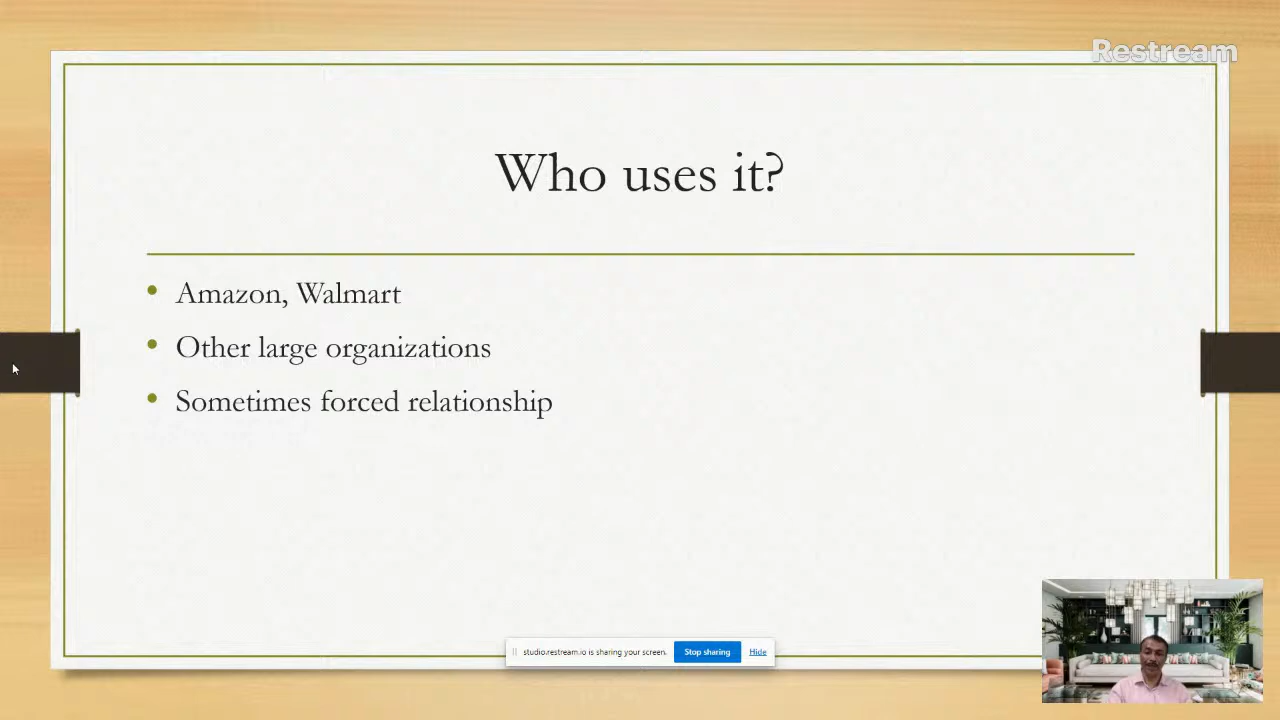 Restream
Who uses it?
Amazon, Walmart
Other large organizations
Sometimes forced relationship
studio.restream.io is sharing your screen. Stop sharing Hide